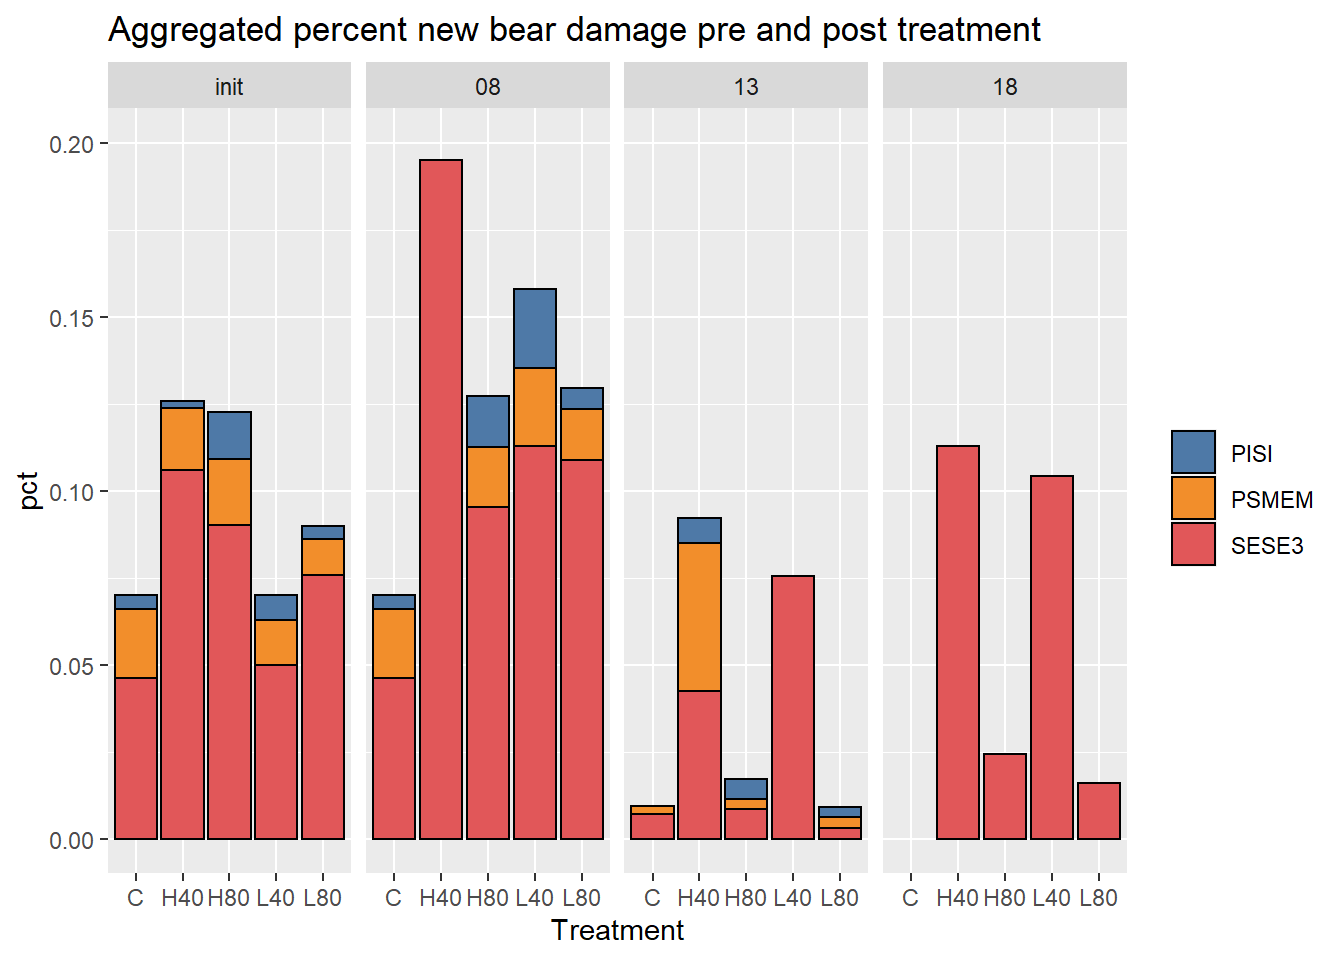 Aggregated percent new bear damage pre and post treatment
init 08 13 18
0.20
0.15
0.10
0.05
0.00
pct
C H40 H80 L40 L80 C H40 H80 L40 L80 C H40 H80 L40 L80 C H40 H80 L40 L80
Treatment
PISI
PSMEM
SESE3